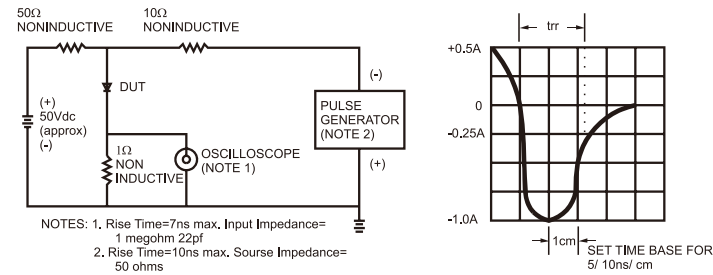 50Ω
NONINDUCTIVE
10Ω
NONINDUCTIVE
DUT
(+)
50Vdc
(approx)
(-)
1Ω
NON
INDUCTIVE
OSCILLOSCOPE
(NOTE 1)
(-)
PULSE
GENERATOR
(NOTE 2)
(+)
NOTES: 1. Rise Time=7ns max. Input Impedance=
1 megohm 22pf
2. Rise Time=10ns max. Sourse Impedance=
50 ohms
trr
+0.5A
0
-0.25A
-1.0A
1cm
SET TIME BASE FOR
5/ 10ns/ cm